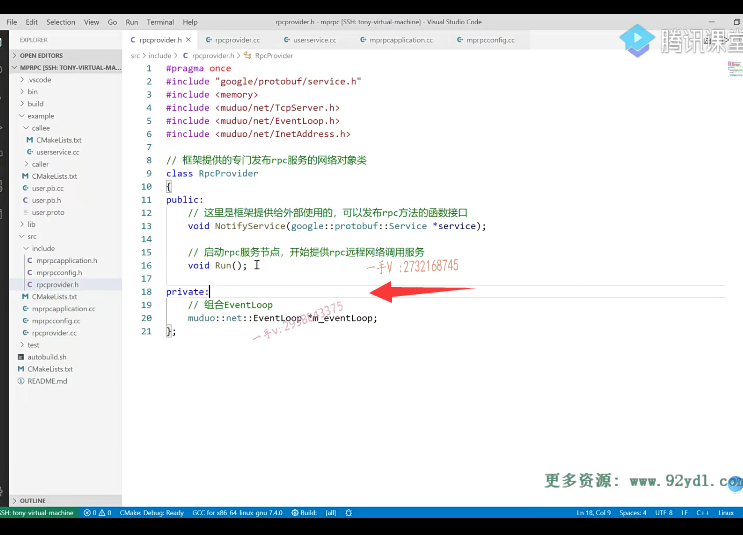 File Edit Selection View Go Run Terminal Help
rpcprovider.h - mprpc [SSH: tony-virtual-machine] - Visual Studio Code
腾讯课堂
EXPLORER
OPEN EDITORS
MPRPC [SSH: TONY-VIRTUAL-MA...
.vscode
bin
build
example
callee
CMakeLists.txt
userservice.cc
caller
CMakeLists.txt
user.pb.cc
user.pb.h
user.proto
lib
src
include
mprpcapplication.h
mprpcconfig.h
rpcprovider.h
CMakeLists.txt
mprpcapplication.cc
mprpcconfig.cc
rpcprovider.cc
test
autobuild.sh
CMakeLists.txt
README.md
OUTLINE
rpcprovider.h rpcprovider.cc userservice.cc mprpcapplication.cc mprpcconfig.cc
src > include > rpcprovider.h > RpcProvider
1 #pragma once
2 #include "google/protobuf/service.h"
3 #include <memory>
4 #include <muduo/net/TcpServer.h>
5 #include <muduo/net/EventLoop.h>
6 #include <muduo/net/InetAddress.h>
7
8 // 框架提供的专门发布rpc服务的网络对象类
9 class RpcProvider
10 {
11 public:
12 // 这里是框架提供给外部使用的，可以发布rpc方法的函数接口
13 void NotifyService(google::protobuf::Service *service);
14
15 // 启动rpc服务节点，开始提供rpc远程网络调用服务
16 void Run();
17
18 private:
19 // 组合EventLoop
20 muduo::net::EventLoop *m_eventLoop;
21 };
一手V :2732168745
更多资源: www.92ydl.com
SSH: tony virtual machine 0 0 CMake: Debug: Ready GCC for x86_64 linux gnu 7.4.0 Build: [all] Ln 18, Col 9 Spaces: 4 UTF 8 LF C++ Linux